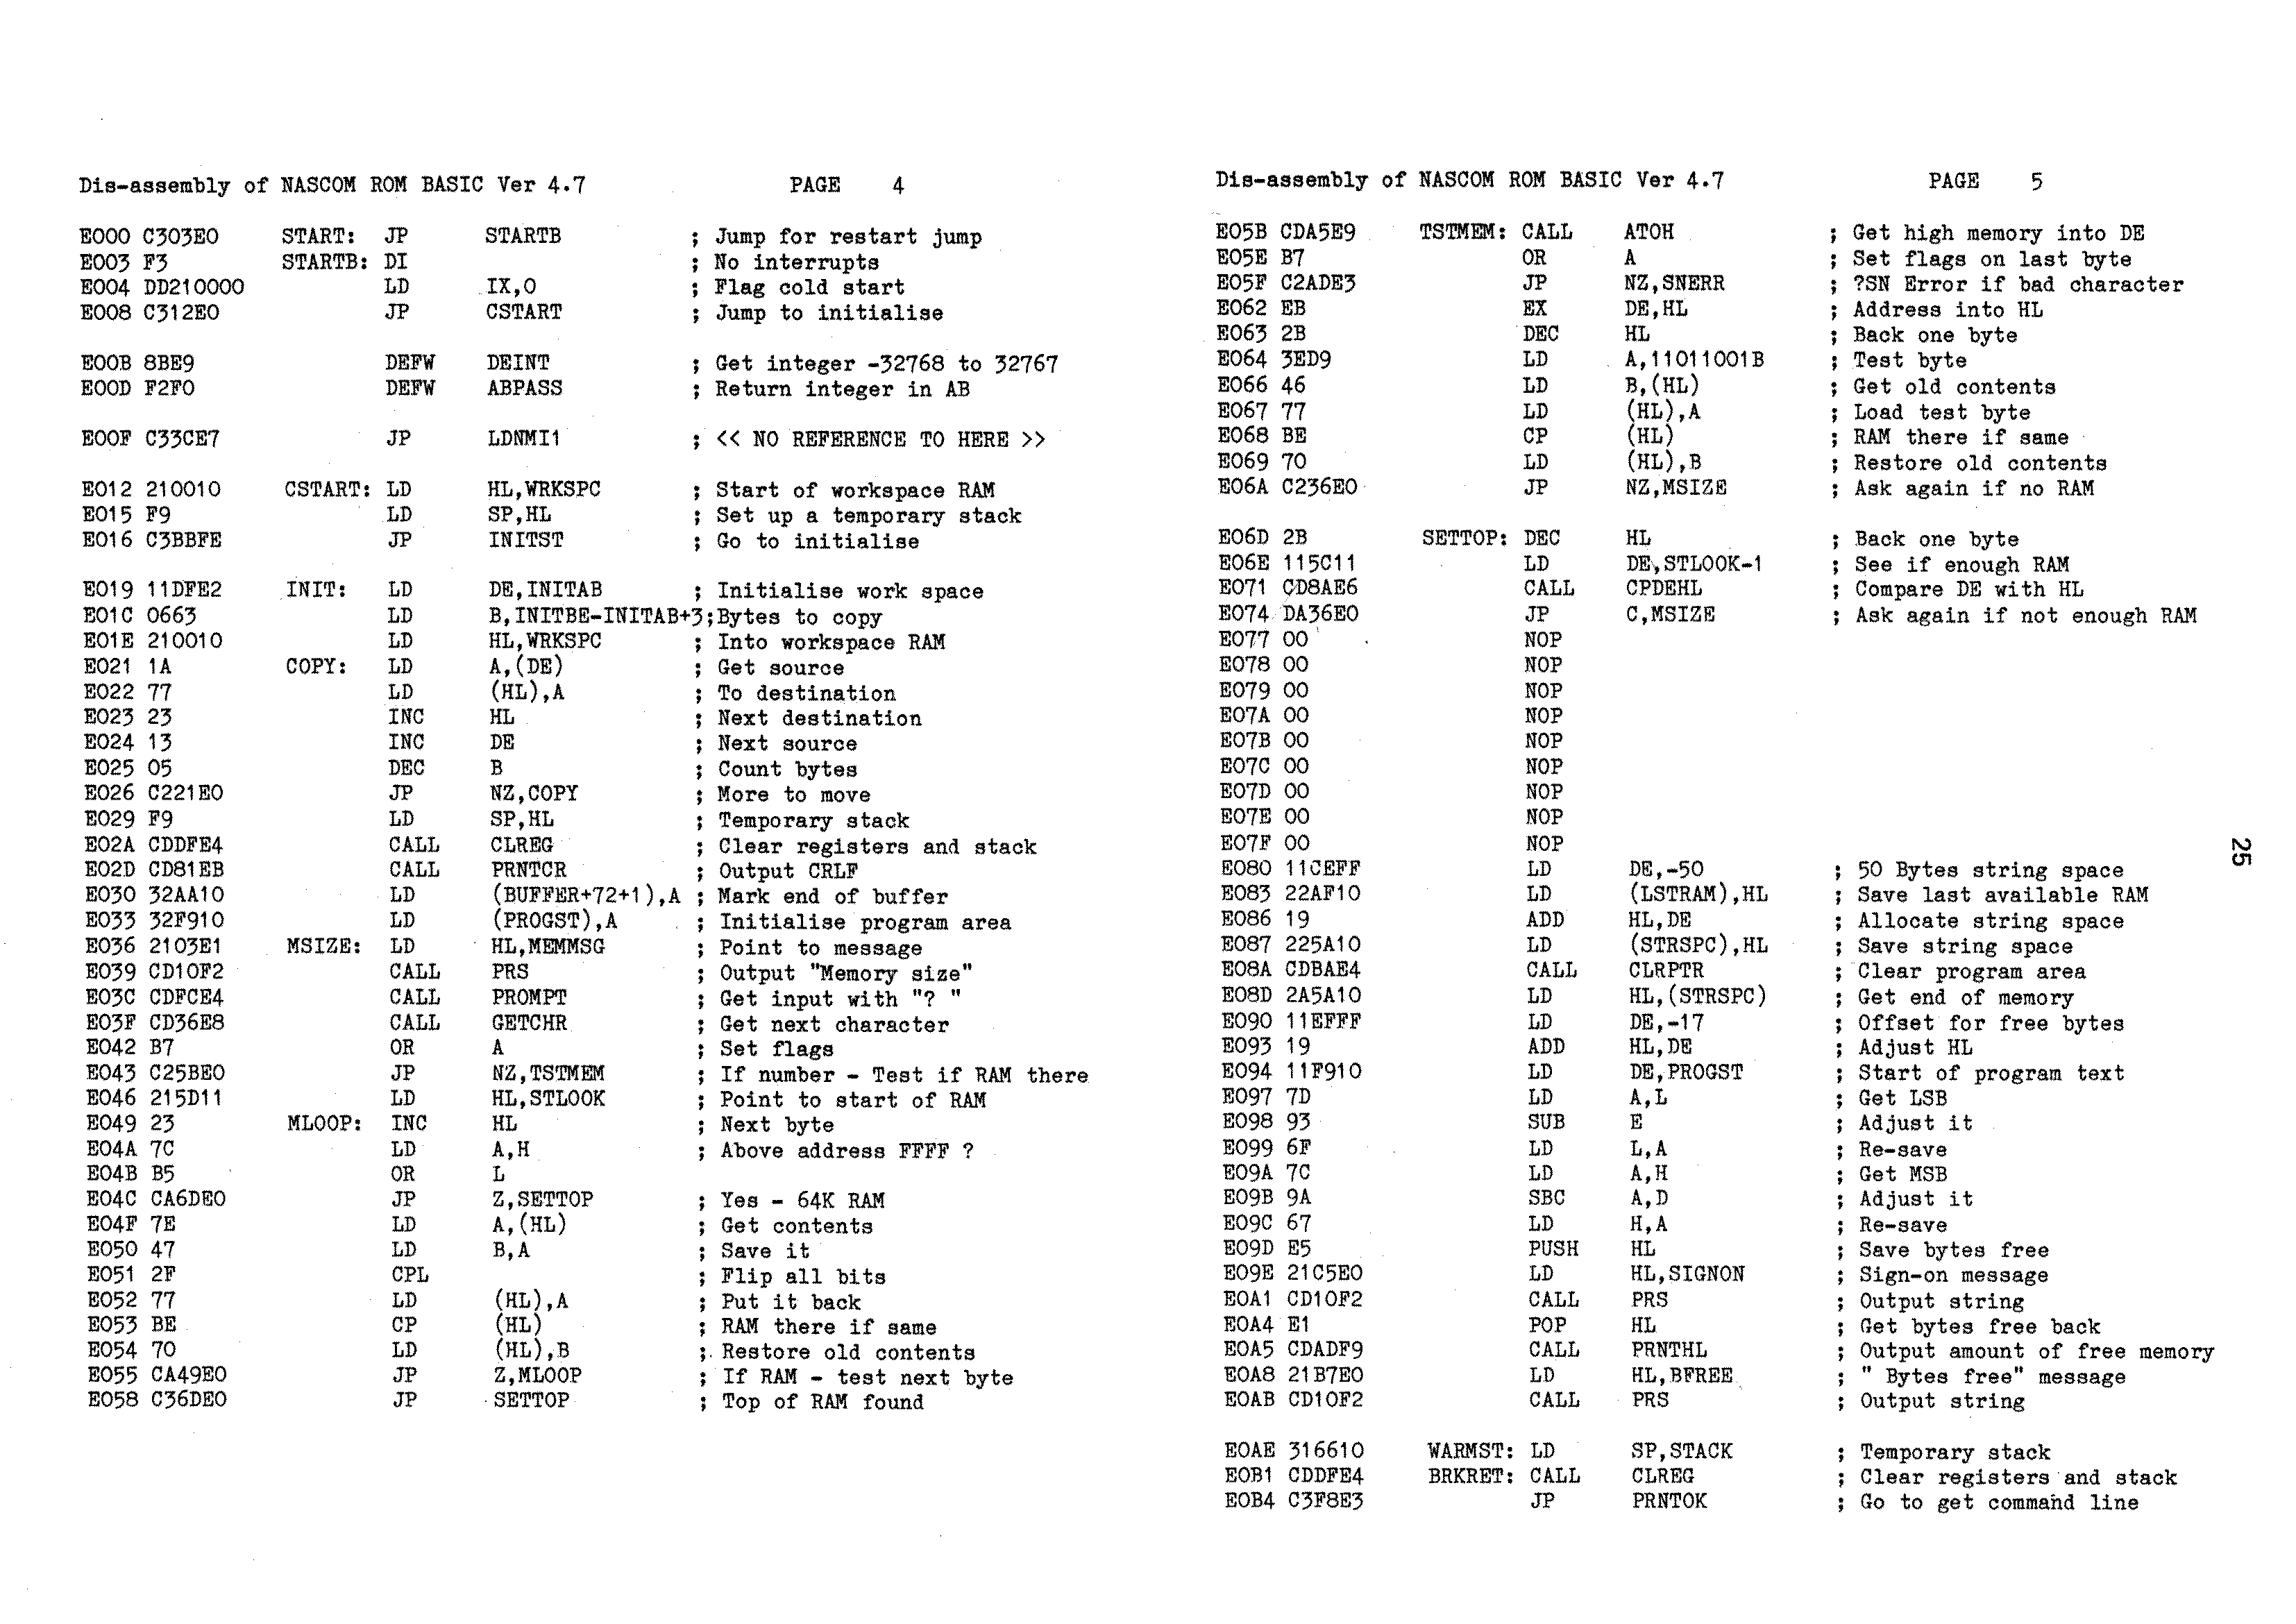 Dis-assembly of NASCOM ROM BASIC Ver 4.7 PAGE 4
E000 C303E0 START: JP STARTB ; Jump for restart jump
E003 F3 STARTB: DI ; No interrupts
E004 DD210000 LD IX,0 ; Flag cold start
E008 C312E0 JP CSTART ; Jump to initialise
E00B 8BE9 DEFW DEINT ; Get integer -32768 to 32767
E00D F2F0 DEFW ABPASS ; Return integer in AB
E00F C33CE7 JP LDNMI1 ; << NO REFERENCE TO HERE >>
E012 210010 CSTART: LD HL,WRKSPC ; Start of workspace RAM
E015 F9 LD SP,HL ; Set up a temporary stack
E016 C3BBFE JP INITST ; Go to initialise
E019 11DFE2 INIT: LD DE,INITAB ; Initialise work space
E01C 0663 LD B,INITBE-INITAB+3;Bytes to copy
E01E 210010 LD HL,WRKSPC ; Into workspace RAM
E021 1A COPY: LD A,(DE) ; Get source
E022 77 LD (HL),A ; To destination
E023 23 INC HL ; Next destination
E024 13 INC DE ; Next source
E025 05 DEC B ; Count bytes
E026 C221E0 JP NZ,COPY ; More to move
E029 F9 LD SP,HL ; Temporary stack
E02A CDDFE4 CALL CLREG ; Clear registers and stack
E02D CD81EB CALL PRNTCR ; Output CRLF
E030 32AA10 LD (BUFFER+72+1),A ; Mark end of buffer
E033 32F910 LD (PROGST),A ; Initialise program area
E036 2103E1 MSIZE: LD HL,MEMMSG ; Point to message
E039 CD10F2 CALL PRS ; Output "Memory size"
E03C CDFCE4 CALL PROMPT ; Get input with "? "
E03F CD36E8 CALL GETCHR ; Get next character
E042 B7 OR A ; Set flags
E043 C25BE0 JP NZ,TSTMEM ; If number - Test if RAM there
E046 215D11 LD HL,STLOOK ; Point to start of RAM
E049 23 MLOOP: INC HL ; Next byte
E04A 7C LD A,H ; Above address FFFF ?
E04B B5 OR L
E04C CA6DE0 JP Z,SETTOP ; Yes - 64K RAM
E04F 7E LD A,(HL) ; Get contents
E050 47 LD B,A ; Save it
E051 2F CPL ; Flip all bits
E052 77 LD (HL),A ; Put it back
E053 BE CP (HL) ; RAM there if same
E054 70 LD (HL),B ; Restore old contents
E055 CA49E0 JP Z,MLOOP ; If RAM - test next byte
E058 C36DE0 JP SETTOP ; Top of RAM found
Dis-assembly of NASCOM ROM BASIC Ver 4.7 PAGE 5
E05B CDA5E9 TSTMEM: CALL ATOH ; Get high memory into DE
E05E B7 OR A ; Set flags on last byte
E05F C2ADE3 JP NZ,SNERR ; ?SN Error if bad character
E062 EB EX DE,HL ; Address into HL
E063 2B DEC HL ; Back one byte
E064 3ED9 LD A,11011001B ; Test byte
E066 46 LD B,(HL) ; Get old contents
E067 77 LD (HL),A ; Load test byte
E068 BE CP (HL) ; RAM there if same
E069 70 LD (HL),B ; Restore old contents
E06A C236E0 JP NZ,MSIZE ; Ask again if no RAM
E06D 2B SETTOP: DEC HL ; Back one byte
E06E 115C11 LD DE,STLOOK-1 ; See if enough RAM
E071 CD8AE6 CALL CPDEHL ; Compare DE with HL
E074 DA36E0 JP C,MSIZE ; Ask again if not enough RAM
E077 00 NOP
E078 00 NOP
E079 00 NOP
E07A 00 NOP
E07B 00 NOP
E07C 00 NOP
E07D 00 NOP
E07E 00 NOP
E07F 00 NOP
E080 11CEFF LD DE,-50 ; 50 Bytes string space
E083 22AF10 LD (LSTRAM),HL ; Save last available RAM
E086 19 ADD HL,DE ; Allocate string space
E087 225A10 LD (STRSPC),HL ; Save string space
E08A CDBAE4 CALL CLRPTR ; Clear program area
E08D 2A5A10 LD HL,(STRSPC) ; Get end of memory
E090 11EFFF LD DE,-17 ; Offset for free bytes
E093 19 ADD HL,DE ; Adjust HL
E094 11F910 LD DE,PROGST ; Start of program text
E097 7D LD A,L ; Get LSB
E098 93 SUB E ; Adjust it
E099 6F LD L,A ; Re-save
E09A 7C LD A,H ; Get MSB
E09B 9A SBC A,D ; Adjust it
E09C 67 LD H,A ; Re-save
E09D E5 PUSH HL ; Save bytes free
E09E 21C5E0 LD HL,SIGNON ; Sign-on message
E0A1 CD10F2 CALL PRS ; Output string
E0A4 E1 POP HL ; Get bytes free back
E0A5 CDADF9 CALL PRNTHL ; Output amount of free memory
E0A8 21B7E0 LD HL,BFREE ; " Bytes free" message
E0AB CD10F2 CALL PRS ; Output string
E0AE 316610 WARMST: LD SP,STACK ; Temporary stack
E0B1 CDDFE4 BRKRET: CALL CLREG ; Clear registers and stack
E0B4 C3F8E3 JP PRNTOK ; Go to get command line
25